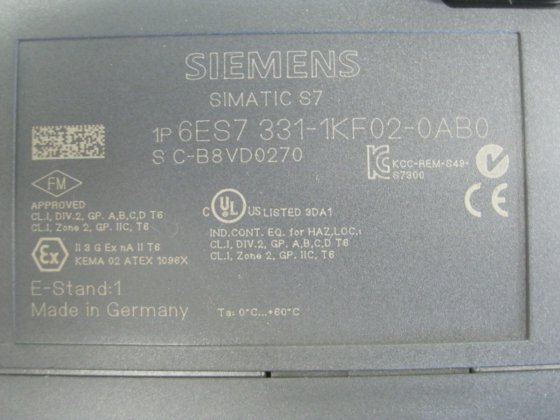 SIEMENS
SIMATIC S7
1P 6ES7 331-1KF02-0AB0
S C-B8VD0270
KCC-REM-S49-
S7300
FM
APPROVED
CL.I, DIV.2, GP. A,B,C,D T6
CL.I, Zone 2, GP. IIC, T6
C UL US LISTED 3DA1
IND.CONT. EQ. for HAZ.LOC.:
CL.I, DIV.2, GP. A,B,C,D T6
CL.I, Zone 2, GP. IIC, T6
CE
Ex II 3 G Ex nA II T6
KEMA 02 ATEX 1096X
E-Stand:1
Made in Germany
Ta: 0°C...+60°C